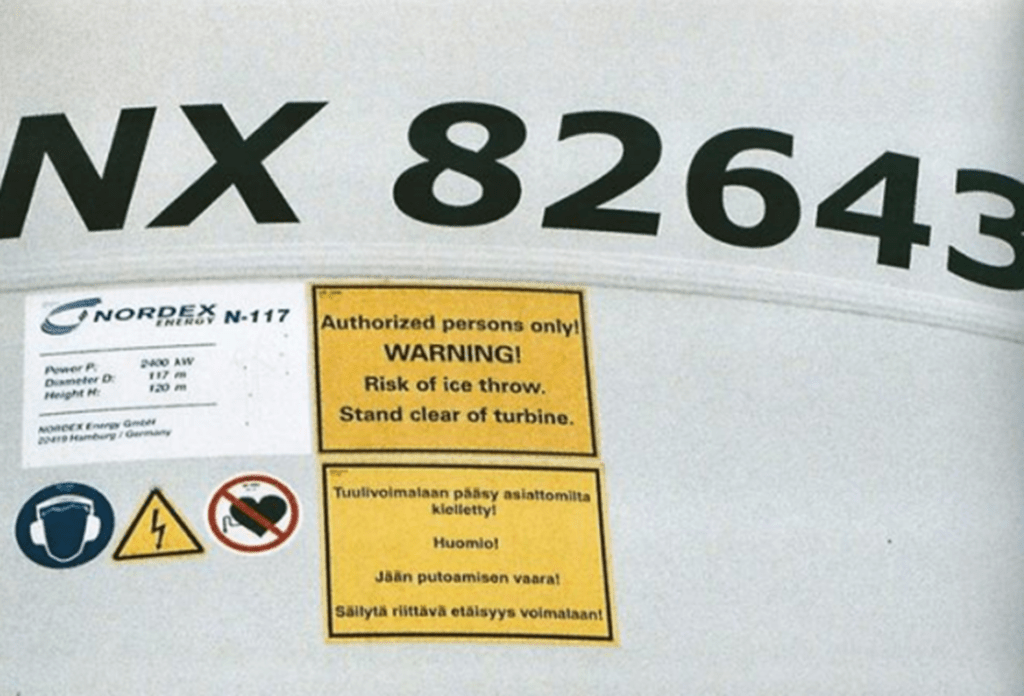 NX 82643
NORDEX N-117
ENERGY
Power P: 2400 kW
Diameter D: 117 m
Height H: 120 m
NORDEX Energy GmbH
22419 Hamburg / Germany
Authorized persons only!
WARNING!
Risk of ice throw.
Stand clear of turbine.
Tuulivoimalaan pääsy asiattomilta
kielletty!
Huomio!
Jään putoamisen vaara!
Säilytä riittävä etäisyys voimalaan!